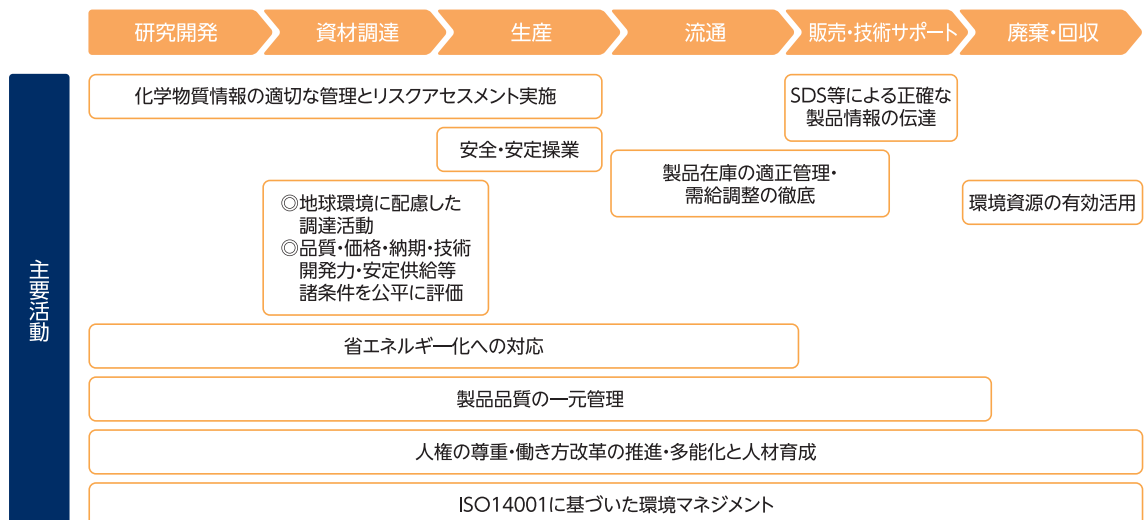 研究開発
資材調達
生産
流通
販売・技術サポート
廃棄・回収
主要活動
化学物質情報の適切な管理とリスクアセスメント実施
SDS等による正確な
製品情報の伝達
安全・安定操業
製品在庫の適正管理・
需給調整の徹底
◎地球環境に配慮した
調達活動
◎品質・価格・納期・技術
開発力・安定供給等
諸条件を公平に評価
環境資源の有効活用
省エネルギー化への対応
製品品質の一元管理
人権の尊重・働き方改革の推進・多能化と人材育成
ISO14001に基づいた環境マネジメント